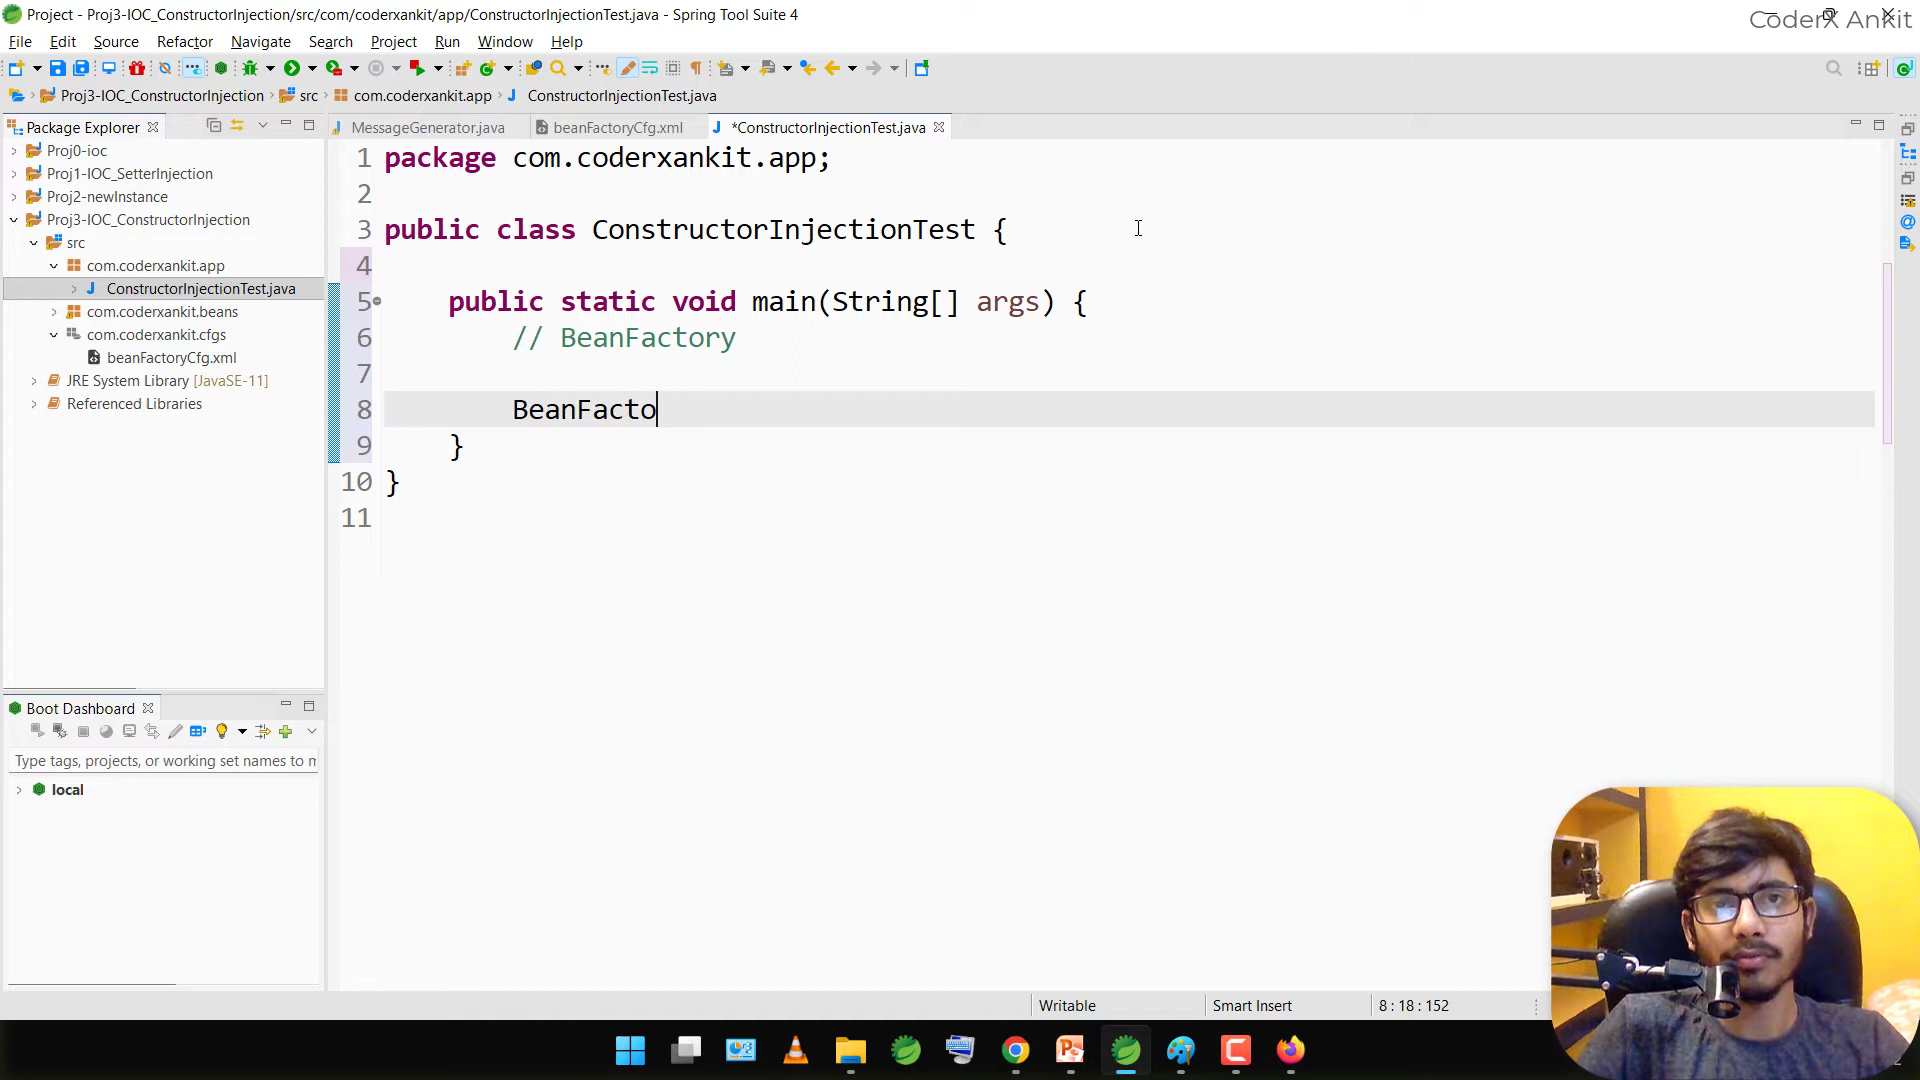 Project - Proj3-IOC_ConstructorInjection/src/com/coderxankit/app/ConstructorInjectionTest.java - Spring Tool Suite 4
CoderX Ankit
File Edit Source Refactor Navigate Search Project Run Window Help
Proj3-IOC_ConstructorInjection src com.coderxankit.app ConstructorInjectionTest.java
Package Explorer
Proj0-ioc
Proj1-IOC_SetterInjection
Proj2-newInstance
Proj3-IOC_ConstructorInjection
src
com.coderxankit.app
ConstructorInjectionTest.java
com.coderxankit.beans
com.coderxankit.cfgs
beanFactoryCfg.xml
JRE System Library [JavaSE-11]
Referenced Libraries
MessageGenerator.java beanFactoryCfg.xml *ConstructorInjectionTest.java
1 package com.coderxankit.app;
2
3 public class ConstructorInjectionTest {
4
5 public static void main(String[] args) {
6 // BeanFactory
7
8 BeanFacto
9 }
10 }
11
Boot Dashboard
Type tags, projects, or working set names to m
local
Writable Smart Insert 8 : 18 : 152